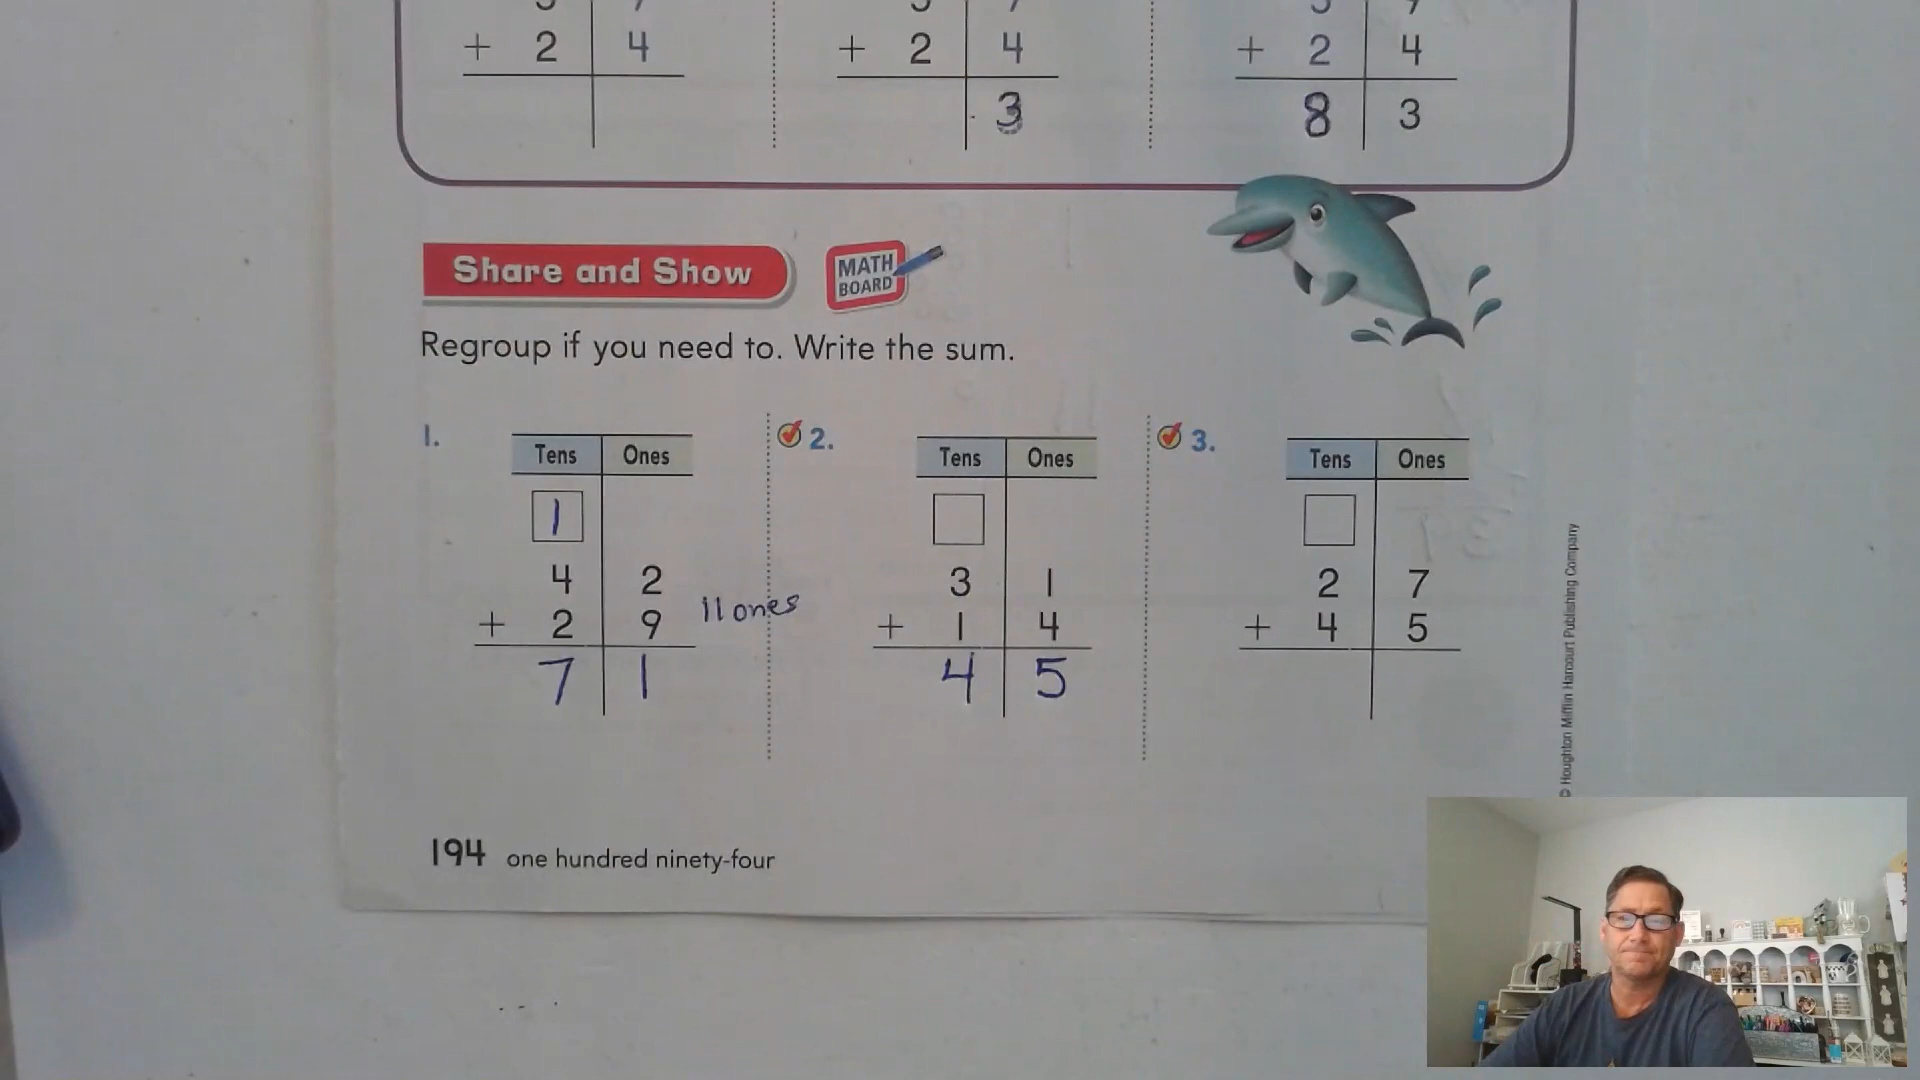 + 2 4 + 2 4 + 2 4
3 8 3
Share and Show MATH BOARD
Regroup if you need to. Write the sum.
1. Tens Ones 2. Tens Ones 3. Tens Ones
1
4 2 3 1 2 7
+ 2 9 11 ones + 1 4 + 4 5
7 1 4 5
© Houghton Mifflin Harcourt Publishing Company
194 one hundred ninety-four